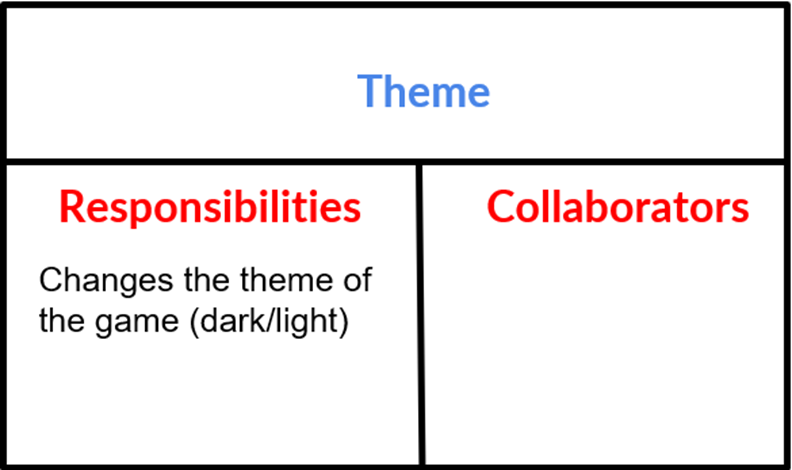 Theme
Responsibilities
Collaborators
Changes the theme of
the game (dark/light)